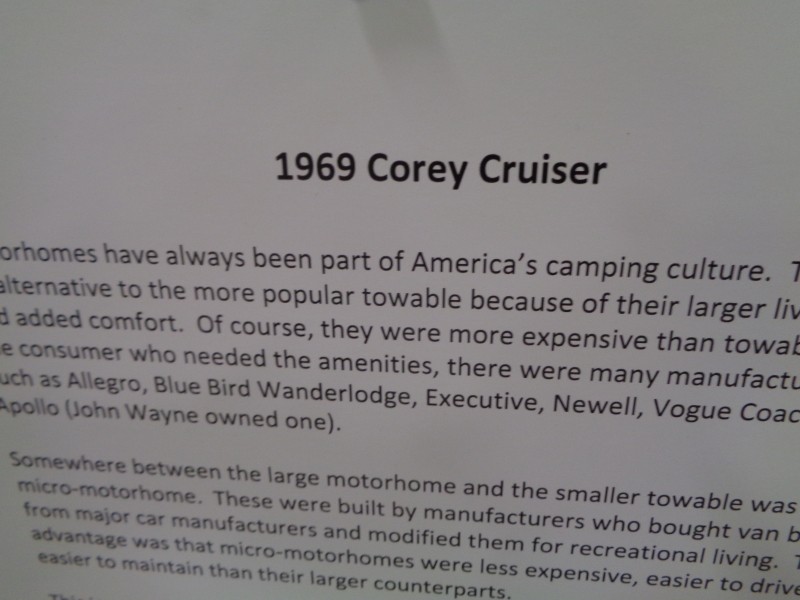 1969 Corey Cruiser
orhomes have always been part of America's camping culture. T
alternative to the more popular towable because of their larger liv
d added comfort. Of course, they were more expensive than towab
e consumer who needed the amenities, there were many manufactu
uch as Allegro, Blue Bird Wanderlodge, Executive, Newell, Vogue Coac
Apollo (John Wayne owned one).
Somewhere between the large motorhome and the smaller towable was
micro-motorhome. These were built by manufacturers who bought van b
from major car manufacturers and modified them for recreational living. T
advantage was that micro-motorhomes were less expensive, easier to drive
easier to maintain than their larger counterparts.